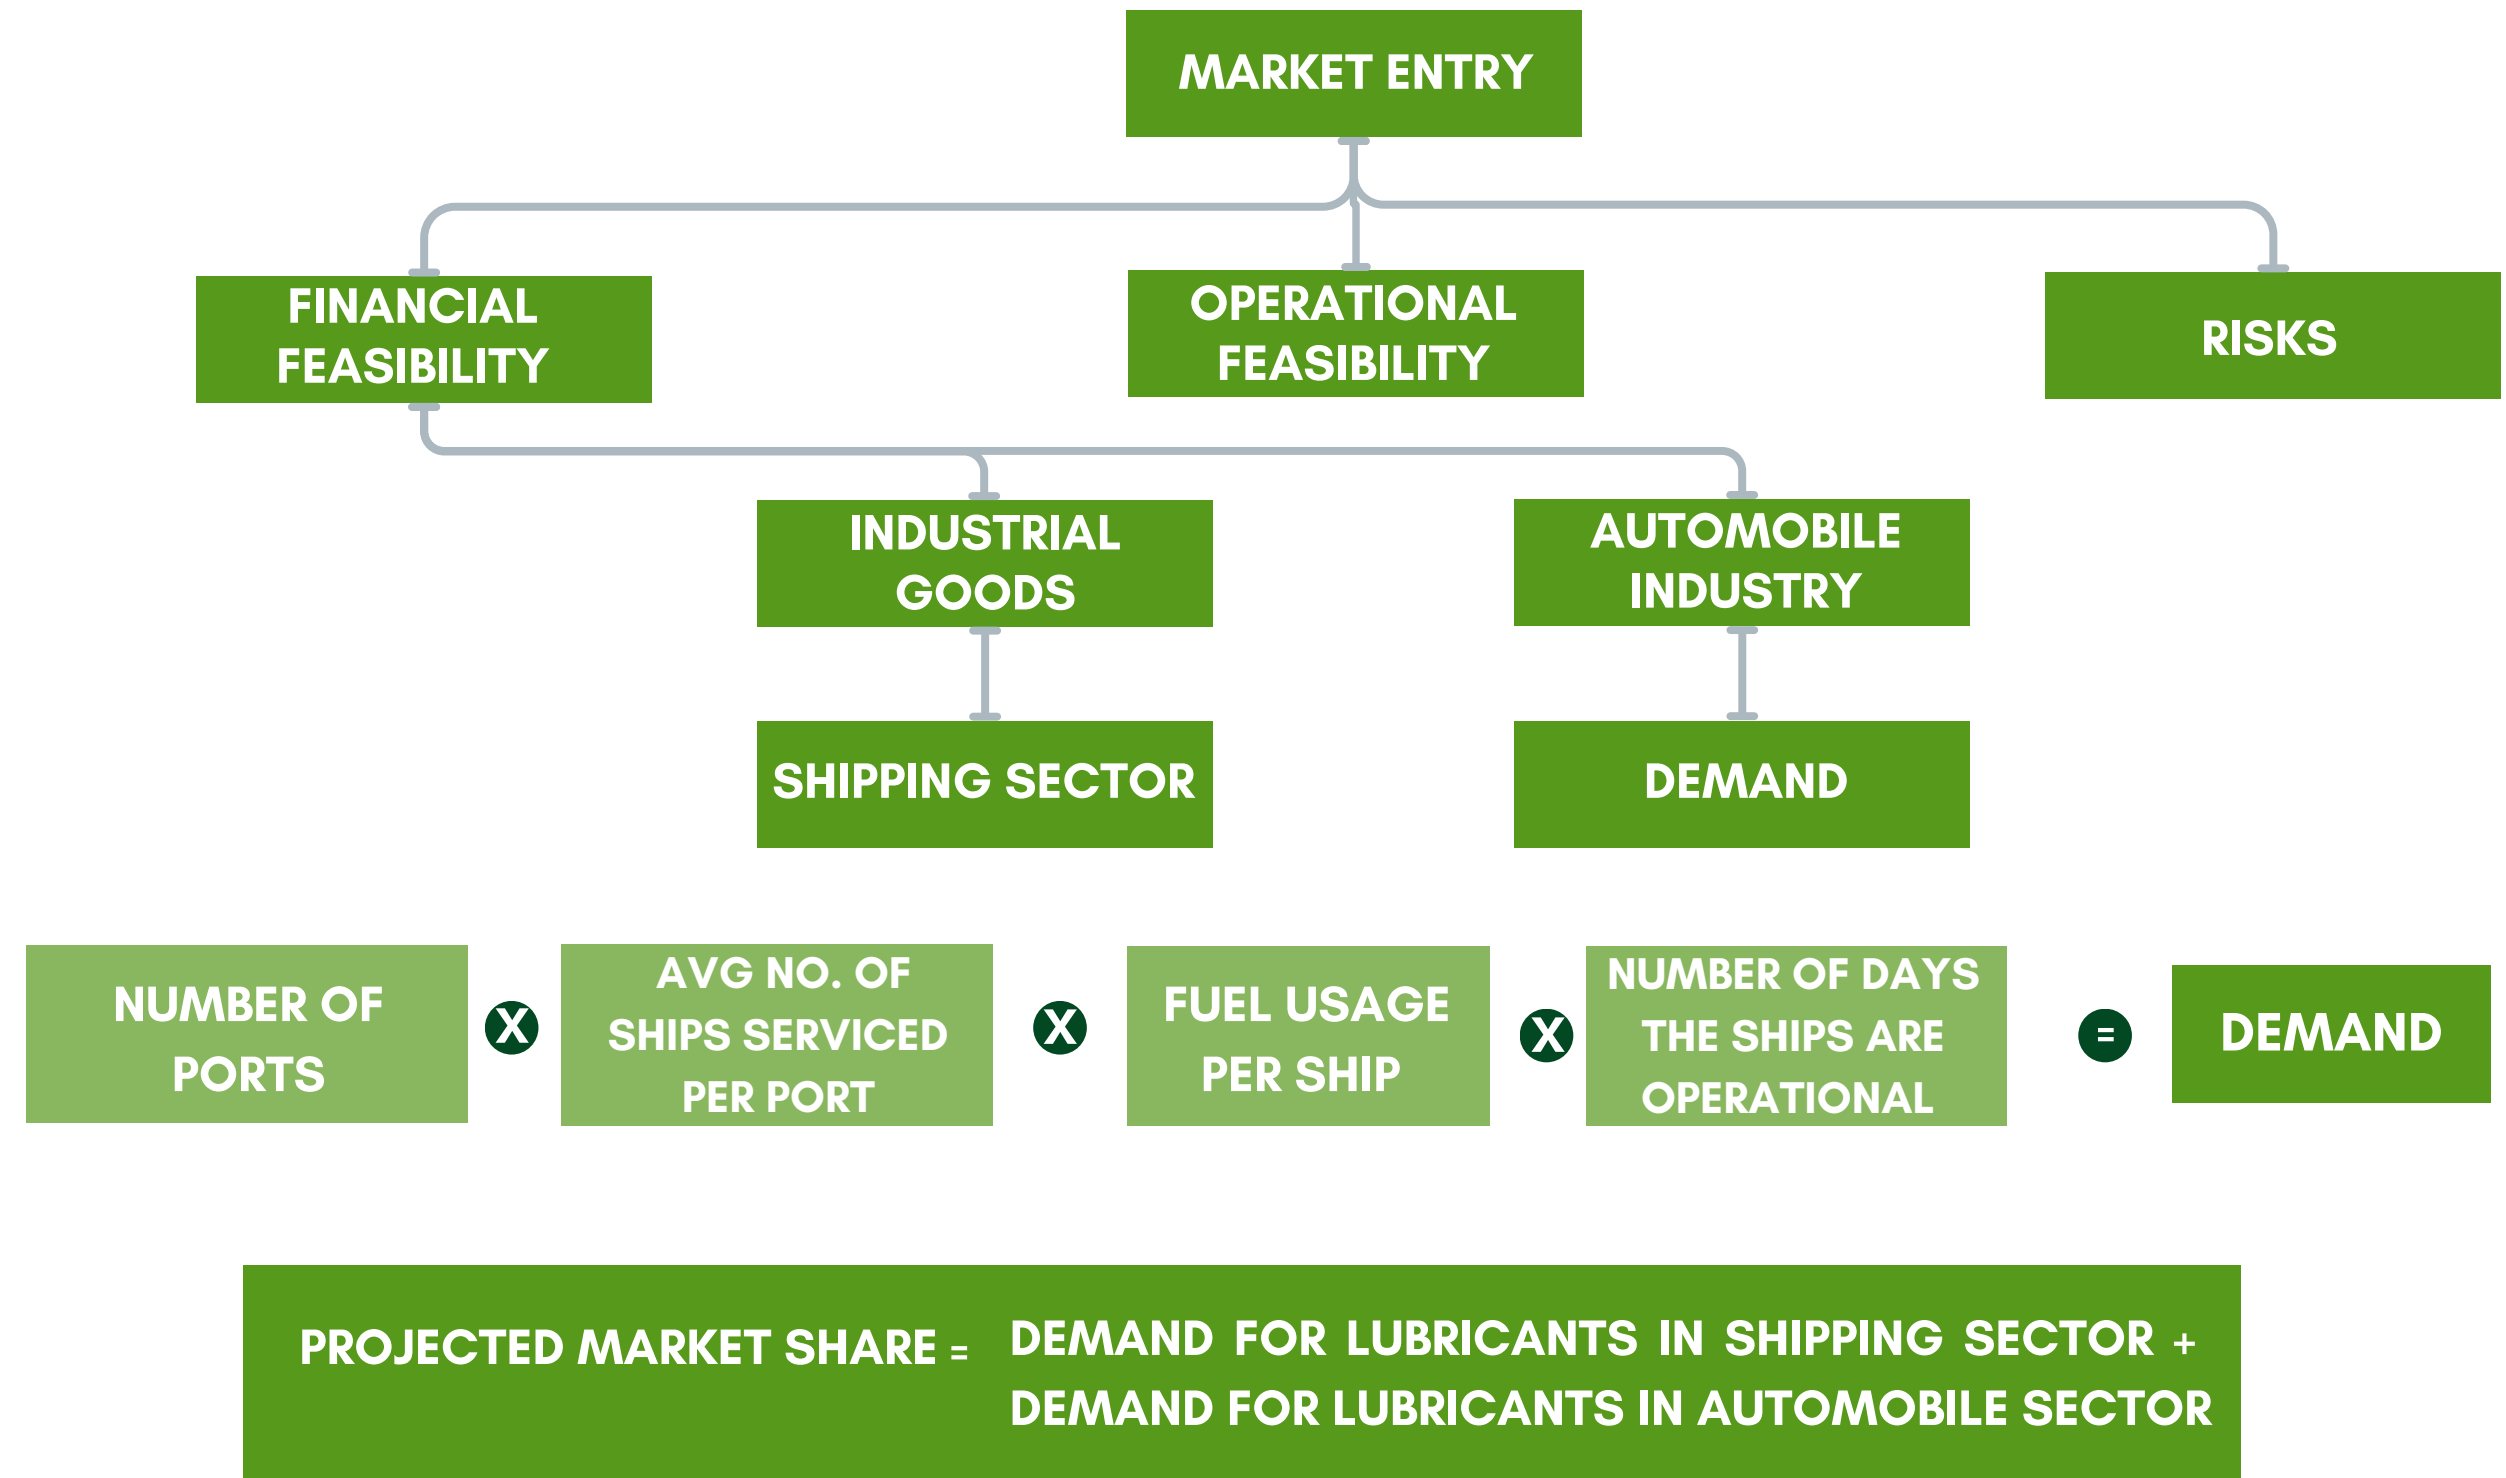 MARKET ENTRY
FINANCIAL
FEASIBILITY
OPERATIONAL
FEASIBILITY
RISKS
INDUSTRIAL
GOODS
AUTOMOBILE
INDUSTRY
SHIPPING SECTOR
DEMAND
NUMBER OF
PORTS
X
AVG NO. OF
SHIPS SERVICED
PER PORT
X
FUEL USAGE
PER SHIP
X
NUMBER OF DAYS
THE SHIPS ARE
OPERATIONAL
=
DEMAND
PROJECTED MARKET SHARE =
DEMAND FOR LUBRICANTS IN SHIPPING SECTOR +
DEMAND FOR LUBRICANTS IN AUTOMOBILE SECTOR